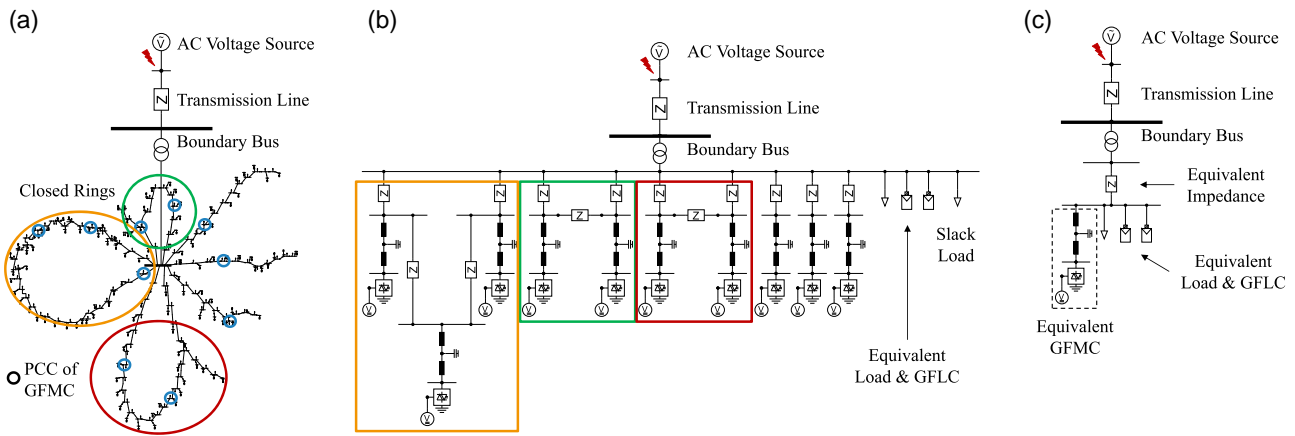 (a)
Ṽ
AC Voltage Source
Z
Transmission Line
Boundary Bus
Closed Rings
PCC of
GFMC
(b)
Ṽ
AC Voltage Source
Z
Transmission Line
Boundary Bus
Z
Z
Z
Z
Z
Z
Z
Z
Z
Z
Z
Z
Z
Slack
Load
V
V
V
V
V
V
V
V
V
V
Equivalent
Load & GFLC
(c)
Ṽ
AC Voltage Source
Z
Transmission Line
Boundary Bus
Z
Equivalent
Impedance
V
Equivalent
Load & GFLC
Equivalent
GFMC